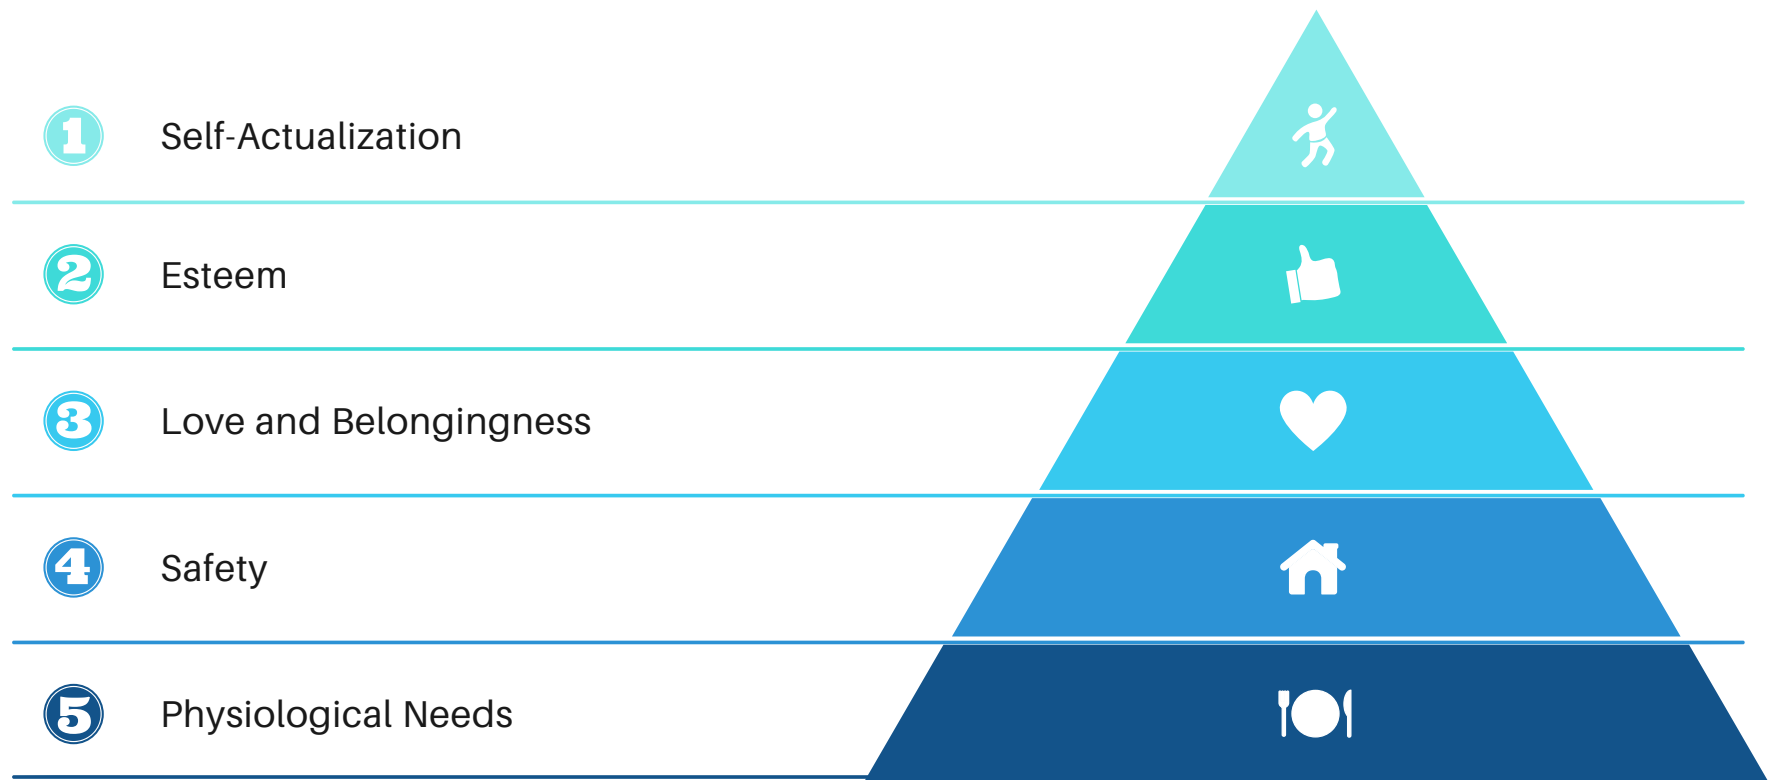 1 Self-Actualization
2 Esteem
3 Love and Belongingness
4 Safety
5 Physiological Needs